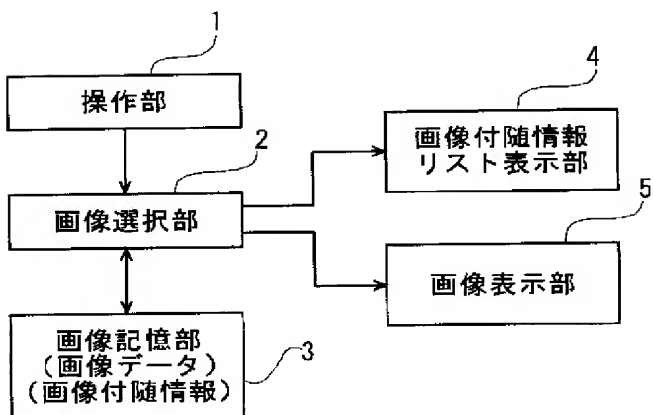 1
操作部
2
画像選択部
画像記憶部
(画像データ)
(画像付随情報)
3
4
画像付随情報
リスト表示部
5
画像表示部